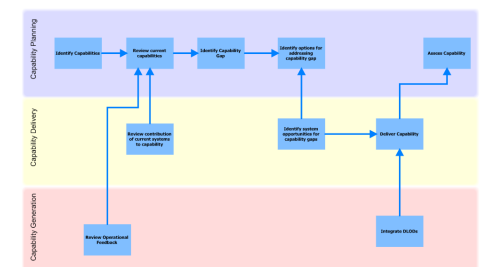 Capability Planning
Identify Capabilities
Review current
capabilities
Identify Capability
Gap
Identify options for
addressing
capability gap
Assess Capability
Capability Delivery
Review contribution
of current systems
to capability
Identify system
opportunities for
capability gaps
Deliver Capability
Capability Generation
Review Operational
Feedback
Integrate DLODs